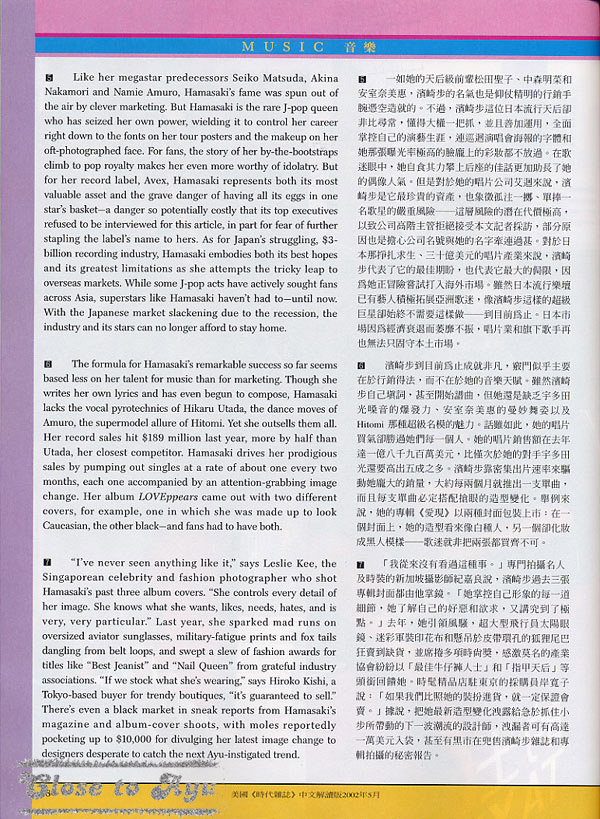 MUSIC 音樂
5 Like her megastar predecessors Seiko Matsuda, Akina
Nakamori and Namie Amuro, Hamasaki's fame was spun out of
the air by clever marketing. But Hamasaki is the rare J-pop queen
who has seized her own power, wielding it to control her career
right down to the fonts on her tour posters and the makeup on her
oft-photographed face. For fans, the story of her by-the-bootstraps
climb to pop royalty makes her even more worthy of idolatry. But
for her record label, Avex, Hamasaki represents both its most
valuable asset and the grave danger of having all its eggs in one
star's basket—a danger so potentially costly that its top executives
refused to be interviewed for this article, in part for fear of further
stapling the label's name to hers. As for Japan's struggling, $3-
billion recording industry, Hamasaki embodies both its best hopes
and its greatest limitations as she attempts the tricky leap to
overseas markets. While some J-pop acts have actively sought fans
across Asia, superstars like Hamasaki haven't had to—until now.
With the Japanese market slackening due to the recession, the
industry and its stars can no longer afford to stay home.
6 The formula for Hamasaki's remarkable success so far seems
based less on her talent for music than for marketing. Though she
writes her own lyrics and has even begun to compose, Hamasaki
lacks the vocal pyrotechnics of Hikaru Utada, the dance moves of
Amuro, the supermodel allure of Hitomi. Yet she outsells them all.
Her record sales hit $189 million last year, more by half than
Utada, her closest competitor. Hamasaki drives her prodigious
sales by pumping out singles at a rate of about one every two
months, each one accompanied by an attention-grabbing image
change. Her album LOVEppears came out with two different
covers, for example, one in which she was made up to look
Caucasian, the other black—and fans had to have both.
7 "I've never seen anything like it," says Leslie Kee, the
Singaporean celebrity and fashion photographer who shot
Hamasaki's past three album covers. "She controls every detail of
her image. She knows what she wants, likes, needs, hates, and is
very, very particular." Last year, she sparked mad runs on
oversized aviator sunglasses, military-fatigue prints and fox tails
dangling from belt loops, and swept a slew of fashion awards for
titles like "Best Jeanist" and "Nail Queen" from grateful industry
associations. "If we stock what she's wearing," says Hiroko Kishi, a
Tokyo-based buyer for trendy boutiques, "it's guaranteed to sell."
There's even a black market in sneak reports from Hamasaki's
magazine and album-cover shoots, with moles reportedly
pocketing up to $10,000 for divulging her latest image change to
designers desperate to catch the next Ayu-instigated trend.
5 一如她的天后級前輩松田聖子、中森明菜和
安室奈美惠，濱崎步的名氣也是仰仗精明的行銷手
腕憑空造就的。不過，濱崎步這位日本流行天后卻
非比尋常，懂得大權一把抓，並且善加運用，全面
掌控自己的演藝生涯，連巡迴演唱會海報的字體和
她那張曝光率極高的臉龐上的彩妝都不放過。在歌
迷眼中，她自食其力攀上后座的佳話更加助長了她
的偶像人氣。但是對於她的唱片公司艾迴來說，濱
崎步是它最珍貴的資產，也象徵孤注一擲、單捧一
名歌星的嚴重風險——這層風險的潛在代價極高，
以致公司高階主管拒絕接受本文記者採訪，部分原
因也是擔心公司名號與她的名字牽連過甚。對於日
本那掙扎求生、三十億美元的唱片產業來說，濱崎
步代表了它的最佳期盼，也代表它最大的侷限，因
為她正冒險嘗試打入海外市場。雖然日本流行樂壇
已有藝人積極拓展亞洲歌迷，像濱崎步這樣的超級
巨星卻始終不需要這樣做——到目前為止。日本市
場因為經濟衰退而萎靡不振，唱片業和旗下歌手再
也無法只固守本土市場。
6 濱崎步到目前為止成就非凡，竅門似乎主要
在於行銷得法，而不在於她的音樂天賦。雖然濱崎
步自己填詞，甚至開始譜曲，但她還是缺乏宇多田
光嗓音的爆發力、安室奈美惠的曼妙舞姿以及
Hitomi 那種超級名模的魅力。話雖如此，她的唱片
買氣卻勝過她們每一個人。她的唱片銷售額在去年
達一億八千九百萬美元，比僅次於她的對手宇多田
光還要高出五成之多。濱崎步靠密集出片速率來驅
動她龐大的銷量，大約每兩個月就推出一支單曲，
而且每支單曲必定搭配搶眼的造型變化。舉例來
說，她的專輯《愛現》以兩種封面包裝上市：在一
個封面上，她的造型看來像白種人，另一個卻化妝
成黑人模樣——歌迷就非把兩張都買齊不可。
7 「我從來沒有看過這種事。」專門拍攝名人
及時裝的新加坡攝影師紀嘉良說，濱崎步過去三張
專輯封面都由他掌鏡。「她掌控自己形象的每一道
細節，她了解自己的好惡和欲求，又講究到了極
點。」去年，她引領風騷，超大型飛行員太陽眼
鏡、迷彩軍裝印花布和懸吊於皮帶環孔的狐狸尾巴
狂賣到缺貨，並席捲多項時尚獎，感激莫名的產業
協會紛紛以「最佳牛仔褲人士」和「指甲天后」等
頭銜回饋她。時髦精品店駐東京的採購員岸寬子
說：「如果我們比照她的裝扮進貨，就一定保證會
賣。」據說，把她最新造型變化洩露給急於抓住小
步所帶動的下一波潮流的設計師，洩漏者可有高達
一萬美元入袋，甚至有黑市在兜售濱崎步雜誌和專
輯拍攝的秘密報告。
Close to Ayu
美國《時代雜誌》中文解讀版2002年5月